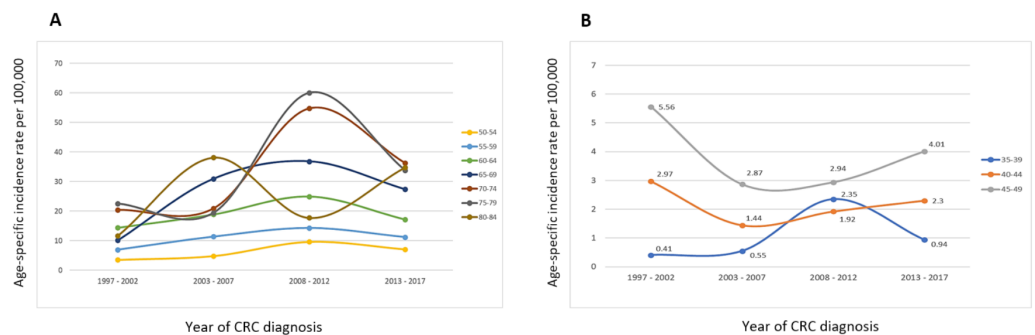 A
Age-specific incidence rate per 100,000
70
60
50
40
30
20
10
0
1997 - 2002
2003 - 2007
2008 - 2012
2013 - 2017
Year of CRC diagnosis
50-54
55-59
60-64
65-69
70-74
75-79
80-84
B
Age-specific incidence rate per 100,000
7
6
5
4
3
2
1
0
5.56
2.87
2.94
4.01
2.97
1.44
1.92
2.3
0.41
0.55
2.35
0.94
1997 - 2002
2003 - 2007
2008 - 2012
2013 - 2017
Year of CRC diagnosis
35-39
40-44
45-49